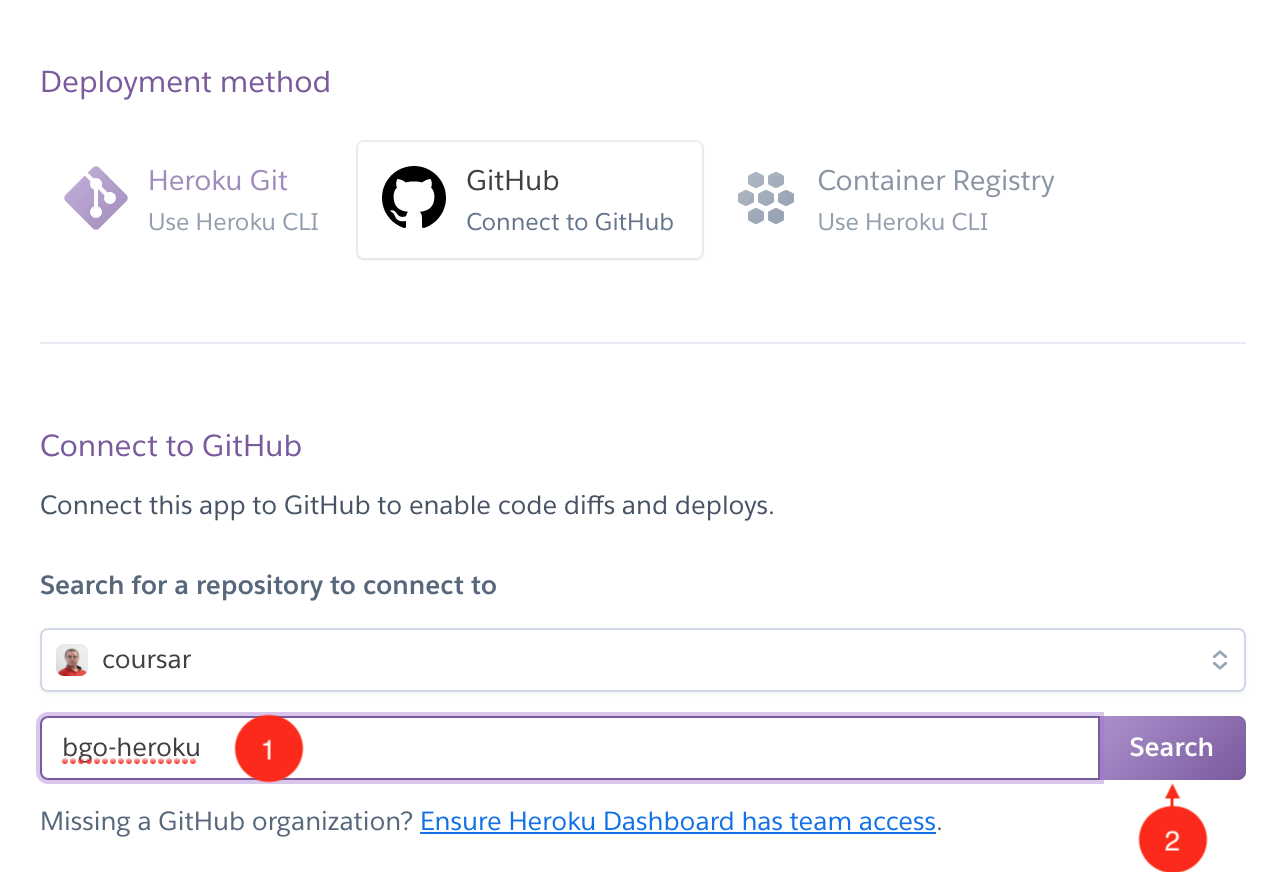 Deployment method
Heroku Git
Use Heroku CLI
GitHub
Connect to GitHub
Container Registry
Use Heroku CLI
Connect to GitHub
Connect this app to GitHub to enable code diffs and deploys.
Search for a repository to connect to
coursar
bgo-heroku
1
Search
Missing a GitHub organization? Ensure Heroku Dashboard has team access.
2